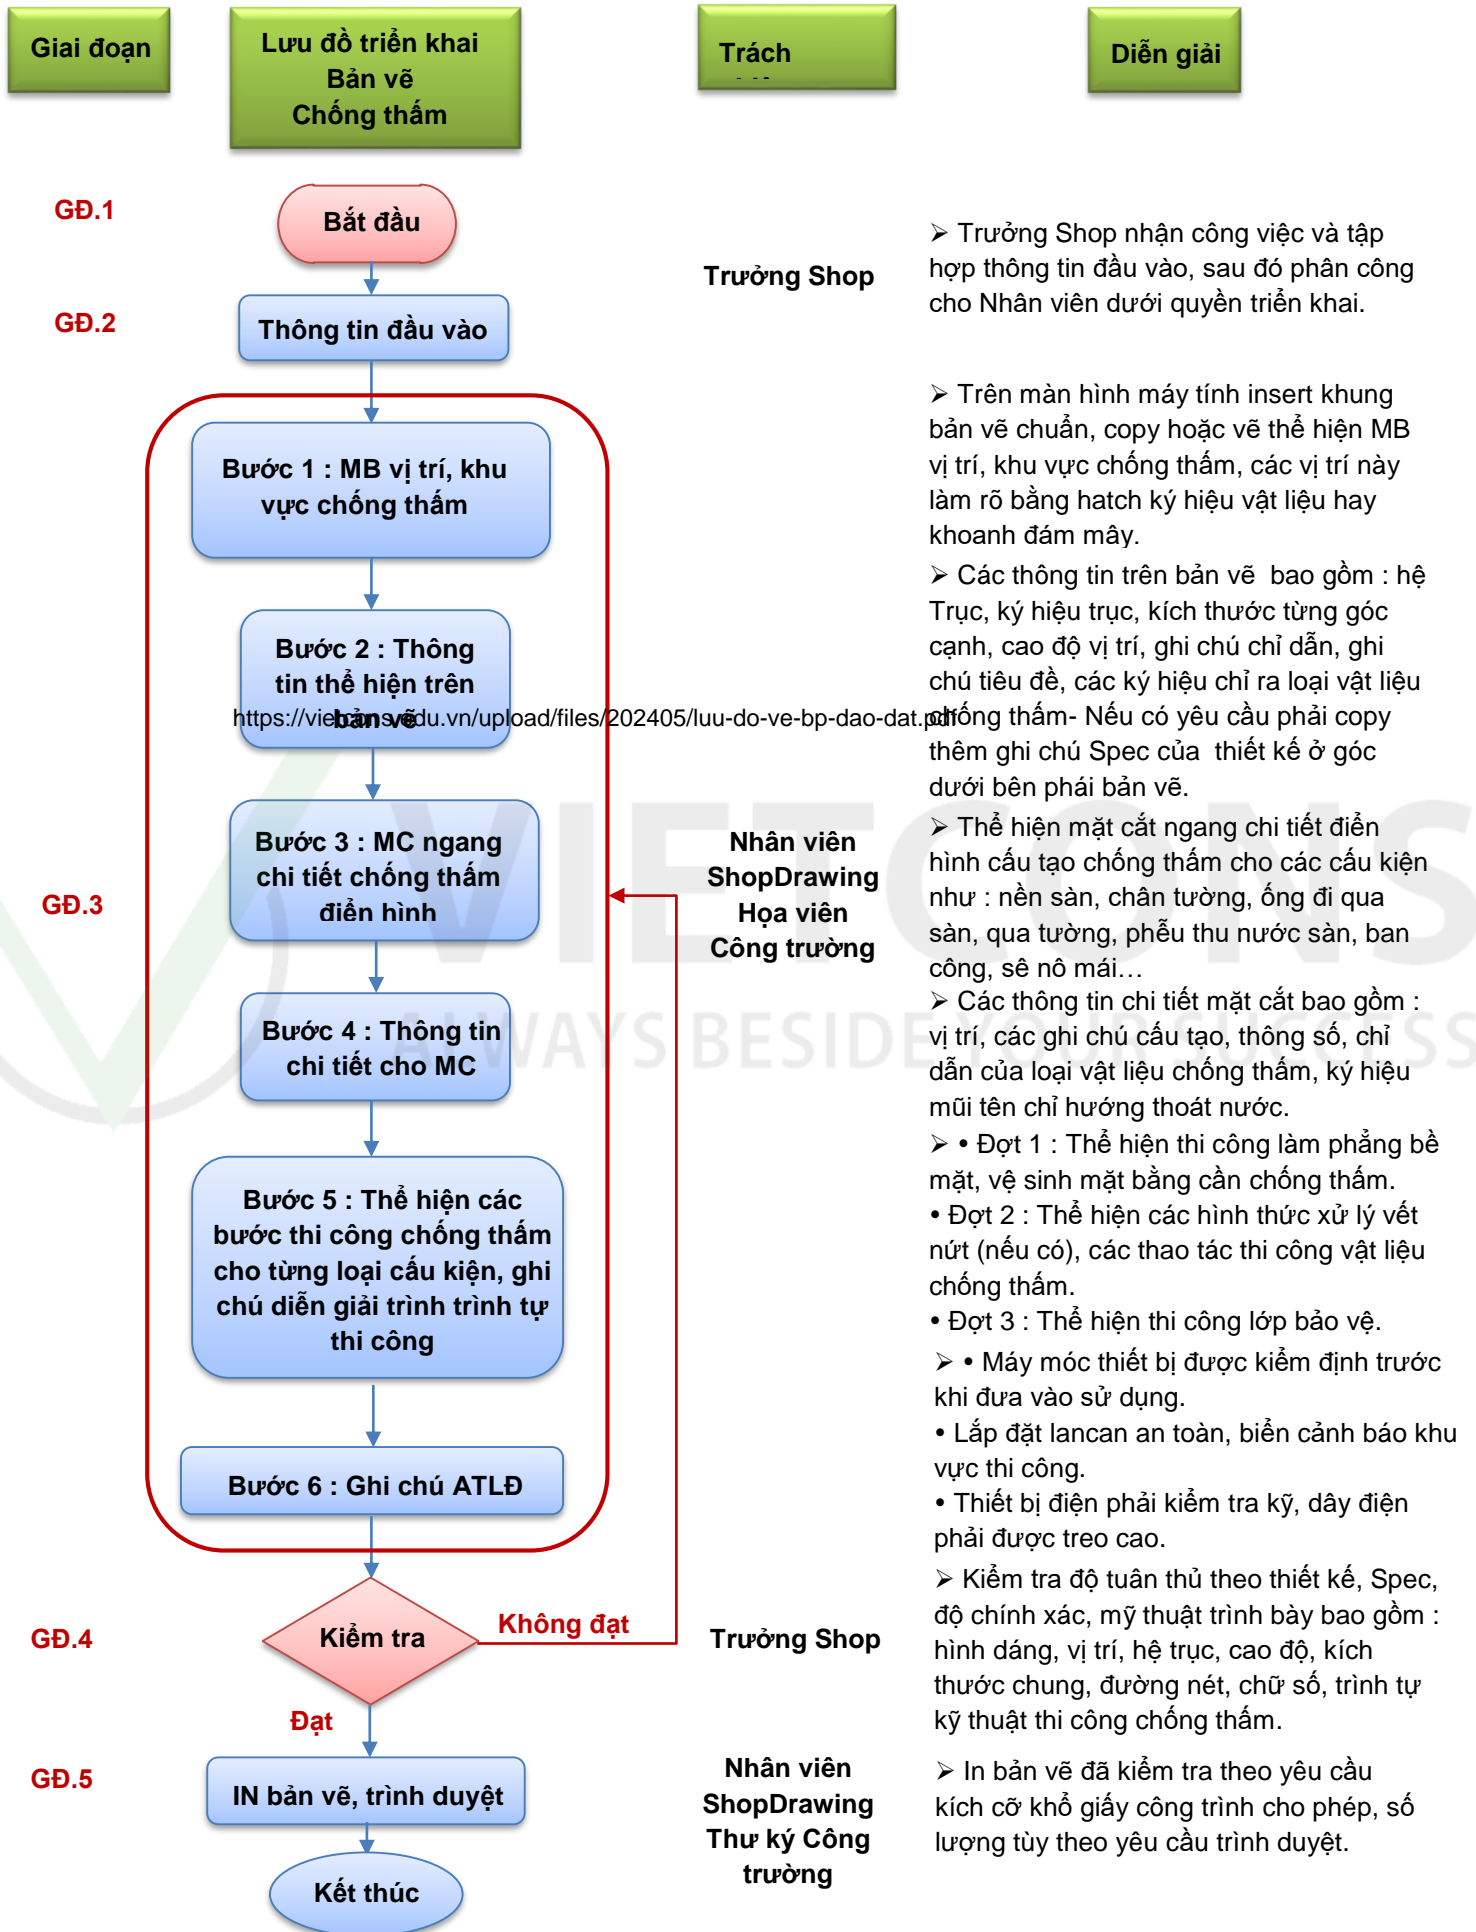 Giai đoạn
Lưu đồ triển khai
Bản vẽ
Chống thấm
Trách
Diễn giải
GĐ.1
Bắt đầu
Trưởng Shop
➢ Trưởng Shop nhận công việc và tập
hợp thông tin đầu vào, sau đó phân công
cho Nhân viên dưới quyền triển khai.
GĐ.2
Thông tin đầu vào
Bước 1 : MB vị trí, khu
vực chống thấm
➢ Trên màn hình máy tính insert khung
bản vẽ chuẩn, copy hoặc vẽ thể hiện MB
vị trí, khu vực chống thấm, các vị trí này
làm rõ bằng hatch ký hiệu vật liệu hay
khoanh đám mây.
Bước 2 : Thông
tin thể hiện trên
bản vẽ
https://vietcons.edu.vn/upload/files/202405/luu-do-ve-bp-dao-dat.pdf
➢ Các thông tin trên bản vẽ bao gồm : hệ
Trục, ký hiệu trục, kích thước từng góc
cạnh, cao độ vị trí, ghi chú chỉ dẫn, ghi
chú tiêu đề, các ký hiệu chỉ ra loại vật liệu
chống thấm- Nếu có yêu cầu phải copy
thêm ghi chú Spec của thiết kế ở góc
dưới bên phái bản vẽ.
VIETCONS
ALWAYS BESIDE YOUR SUCCESS
GĐ.3
Bước 3 : MC ngang
chi tiết chống thấm
điển hình
Nhân viên
ShopDrawing
Họa viên
Công trường
➢ Thể hiện mặt cắt ngang chi tiết điển
hình cấu tạo chống thấm cho các cấu kiện
như : nền sàn, chân tường, ống đi qua
sàn, qua tường, phễu thu nước sàn, ban
công, sê nô mái…
Bước 4 : Thông tin
chi tiết cho MC
➢ Các thông tin chi tiết mặt cắt bao gồm :
vị trí, các ghi chú cấu tạo, thông số, chỉ
dẫn của loại vật liệu chống thấm, ký hiệu
mũi tên chỉ hướng thoát nước.
Bước 5 : Thể hiện các
bước thi công chống thấm
cho từng loại cấu kiện, ghi
chú diễn giải trình trình tự
thi công
➢ • Đợt 1 : Thể hiện thi công làm phẳng bề
mặt, vệ sinh mặt bằng cần chống thấm.
• Đợt 2 : Thể hiện các hình thức xử lý vết
nứt (nếu có), các thao tác thi công vật liệu
chống thấm.
• Đợt 3 : Thể hiện thi công lớp bảo vệ.
Bước 6 : Ghi chú ATLĐ
➢ • Máy móc thiết bị được kiểm định trước
khi đưa vào sử dụng.
• Lắp đặt lancan an toàn, biển cảnh báo khu
vực thi công.
• Thiết bị điện phải kiểm tra kỹ, dây điện
phải được treo cao.
GĐ.4
Kiểm tra
Không đạt
Đạt
Trưởng Shop
➢ Kiểm tra độ tuân thủ theo thiết kế, Spec,
độ chính xác, mỹ thuật trình bày bao gồm :
hình dáng, vị trí, hệ trục, cao độ, kích
thước chung, đường nét, chữ số, trình tự
kỹ thuật thi công chống thấm.
GĐ.5
IN bản vẽ, trình duyệt
Nhân viên
ShopDrawing
Thư ký Công
trường
➢ In bản vẽ đã kiểm tra theo yêu cầu
kích cỡ khổ giấy công trình cho phép, số
lượng tùy theo yêu cầu trình duyệt.
Kết thúc